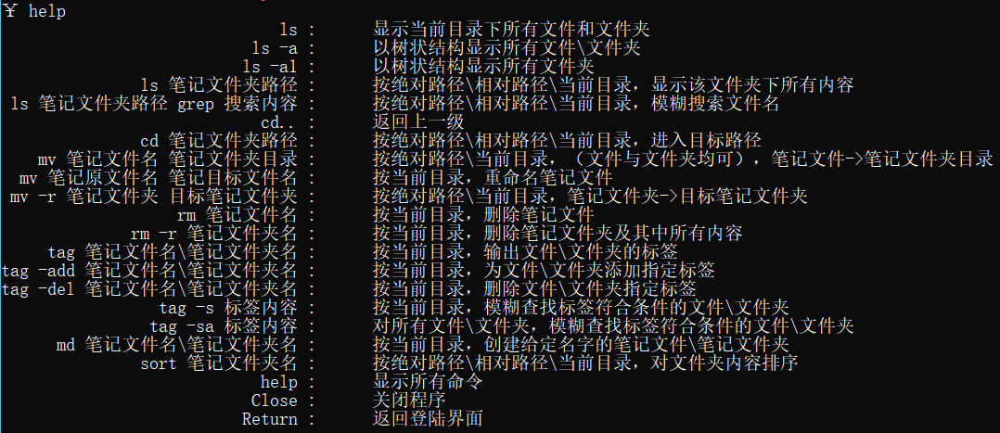 ￥ help
ls : 显示当前目录下所有文件和文件夹
ls -a : 以树状结构显示所有文件\文件夹
ls -al : 以树状结构显示所有文件夹
ls 笔记文件夹路径 : 按绝对路径\相对路径\当前目录，显示该文件夹下所有内容
ls 笔记文件夹路径 grep 搜索内容 : 按绝对路径\相对路径\当前目录，模糊搜索文件名
cd.. : 返回上一级
cd 笔记文件夹路径 : 按绝对路径\相对路径\当前目录，进入目标路径
mv 笔记文件名 笔记文件夹目录 : 按绝对路径\当前目录，（文件与文件夹均可），笔记文件->笔记文件夹目录
mv 笔记原文件名 笔记目标文件名 : 按当前目录，重命名笔记文件
mv -r 笔记文件夹 目标笔记文件夹 : 按绝对路径\当前目录，笔记文件夹->目标笔记文件夹
rm 笔记文件名 : 按当前目录，删除笔记文件
rm -r 笔记文件夹名 : 按当前目录，删除笔记文件夹及其中所有内容
tag 笔记文件名\笔记文件夹名 : 按当前目录，输出文件\文件夹的标签
tag -add 笔记文件名\笔记文件夹名 : 按当前目录，为文件\文件夹添加指定标签
tag -del 笔记文件名\笔记文件夹名 : 按当前目录，删除文件\文件夹指定标签
tag -s 标签内容 : 按当前目录，模糊查找标签符合条件的文件\文件夹
tag -sa 标签内容 : 对所有文件\文件夹，模糊查找标签符合条件的文件\文件夹
md 笔记文件名\笔记文件夹名 : 按当前目录，创建给定名字的笔记文件\笔记文件夹
sort 笔记文件夹名 : 按绝对路径\相对路径\当前目录，对文件夹内容排序
help : 显示所有命令
Close : 关闭程序
Return : 返回登陆界面